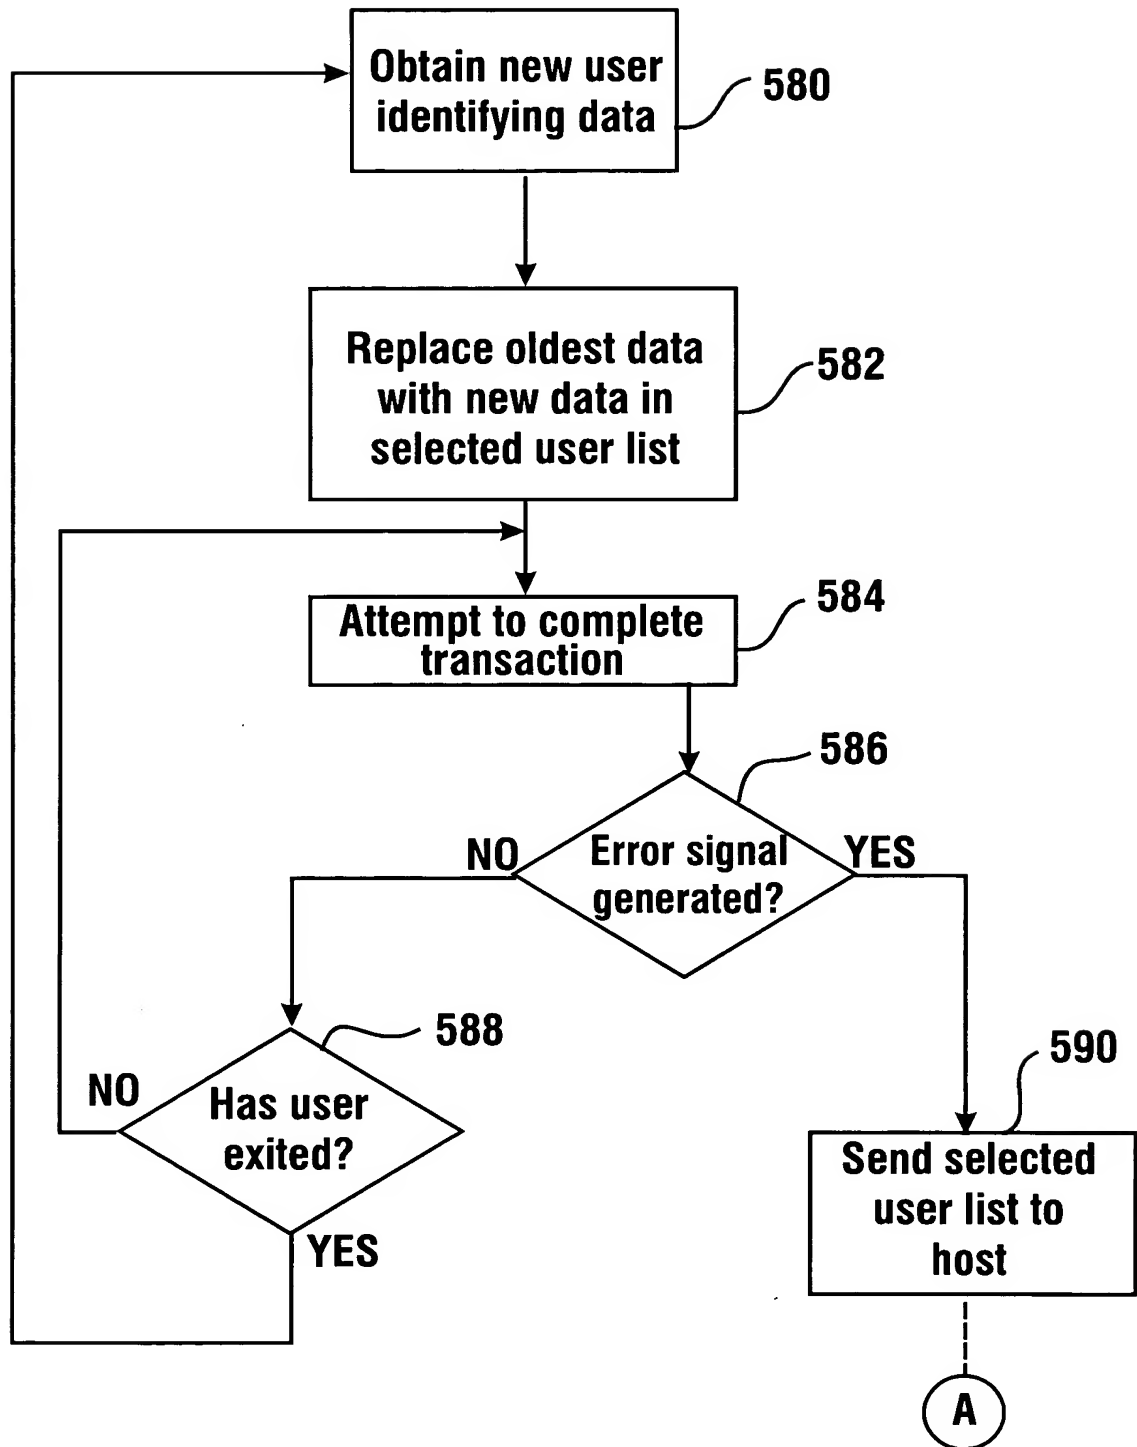 Obtain new user
identifying data
580
Replace oldest data
with new data in
selected user list
582
Attempt to complete
transaction
584
586
Error signal
generated?
NO
YES
588
Has user
exited?
NO
YES
590
Send selected
user list to
host
A